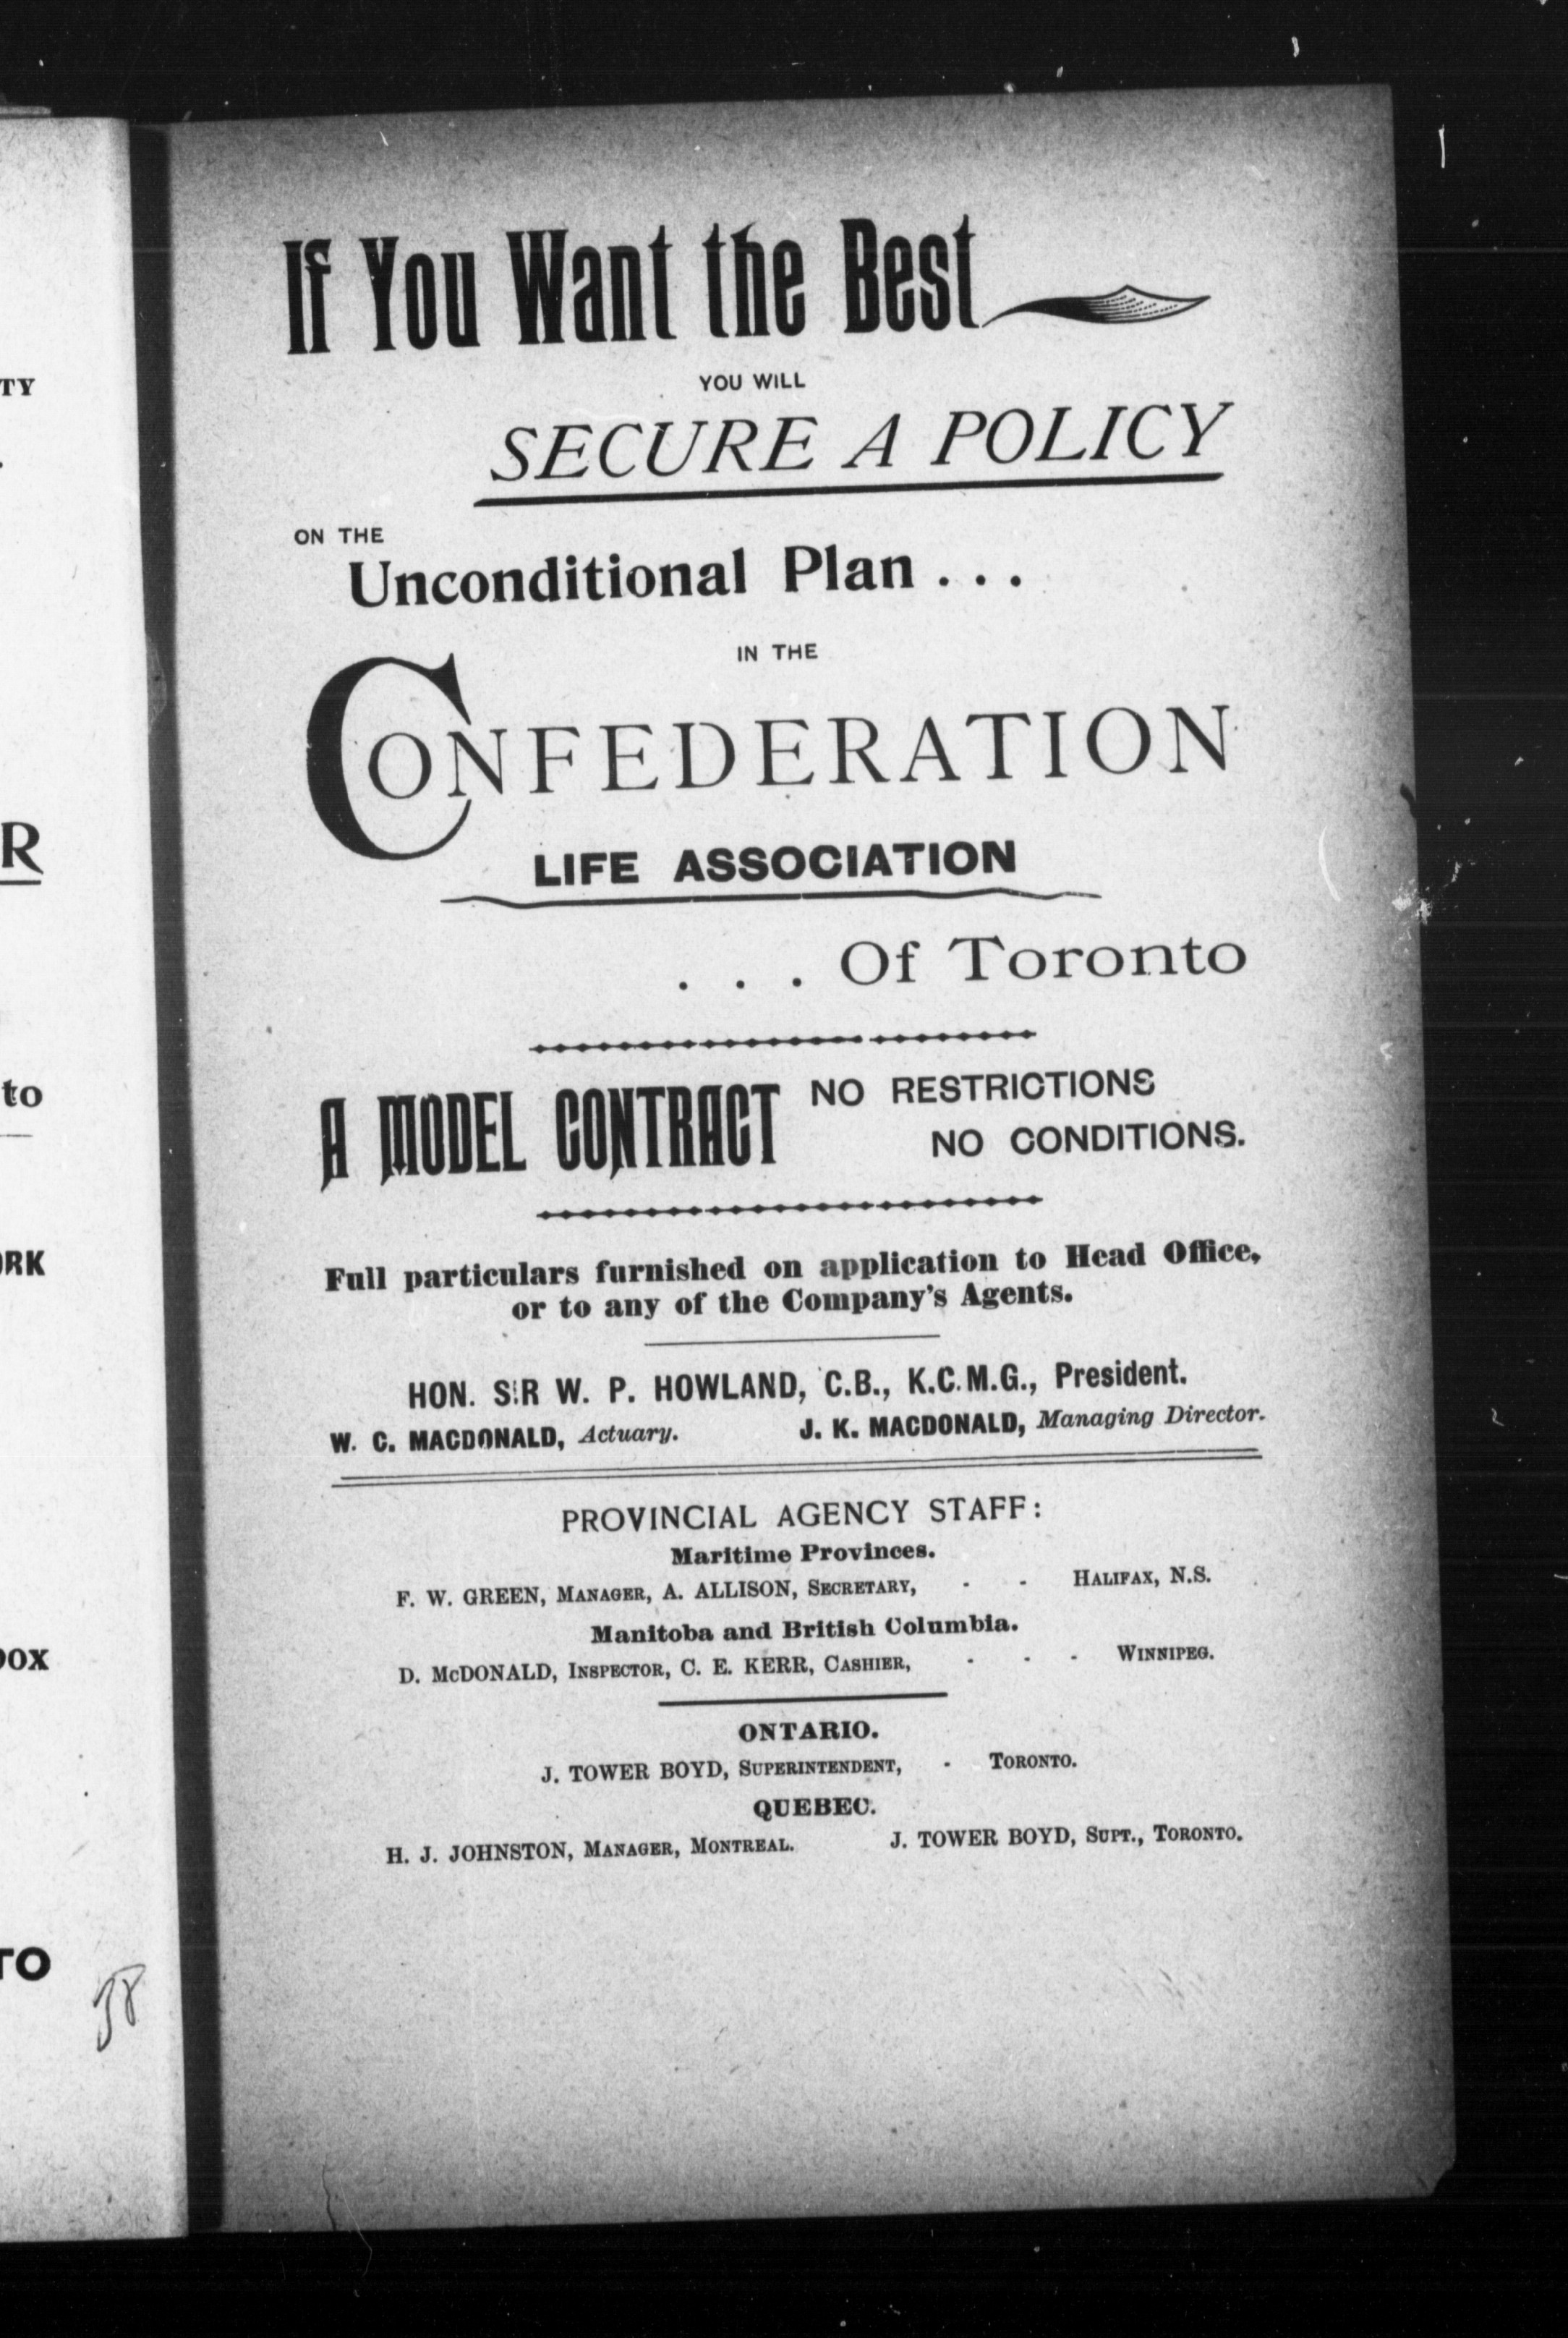 If You Want the Best
YOU WILL
SECURE A POLICY
ON THE
Unconditional Plan . . .
IN THE
CONFEDERATION
LIFE ASSOCIATION
. . . Of Toronto
A MODEL CONTRACT NO RESTRICTIONS
NO CONDITIONS.
Full particulars furnished on application to Head Office,
or to any of the Company's Agents.
HON. SIR W. P. HOWLAND, C.B., K.C.M.G., President.
W. C. MACDONALD, Actuary. J. K. MACDONALD, Managing Director.
PROVINCIAL AGENCY STAFF:
Maritime Provinces.
F. W. GREEN, MANAGER, A. ALLISON, SECRETARY, - - HALIFAX, N.S.
Manitoba and British Columbia.
D. McDONALD, INSPECTOR, C. E. KERR, CASHIER, - - - WINNIPEG.
ONTARIO.
J. TOWER BOYD, SUPERINTENDENT, - TORONTO.
QUEBEC.
H. J. JOHNSTON, MANAGER, MONTREAL. J. TOWER BOYD, SUPT., TORONTO.
TY
R
to
ORK
OX
TO